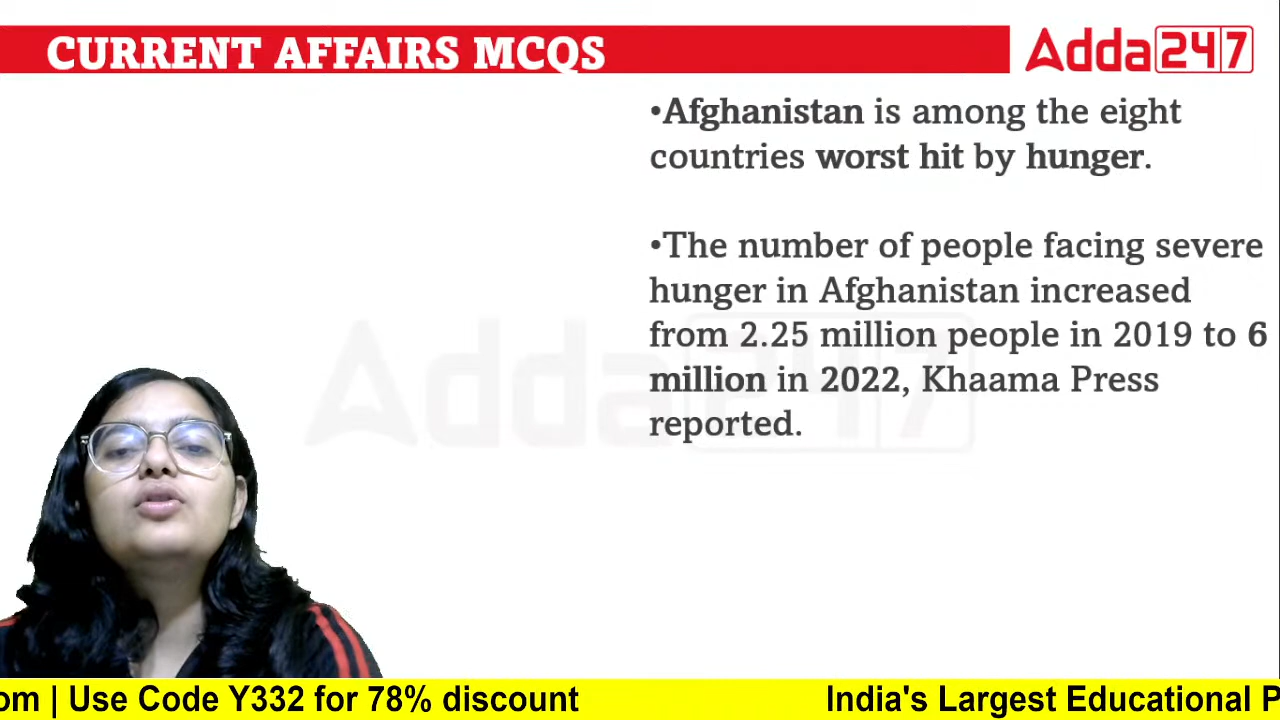 CURRENT AFFAIRS MCQS
Adda247
•Afghanistan is among the eight
countries worst hit by hunger.
•The number of people facing severe
hunger in Afghanistan increased
from 2.25 million people in 2019 to 6
million in 2022, Khaama Press
reported.
Adda247
om | Use Code Y332 for 78% discount
India's Largest Educational P